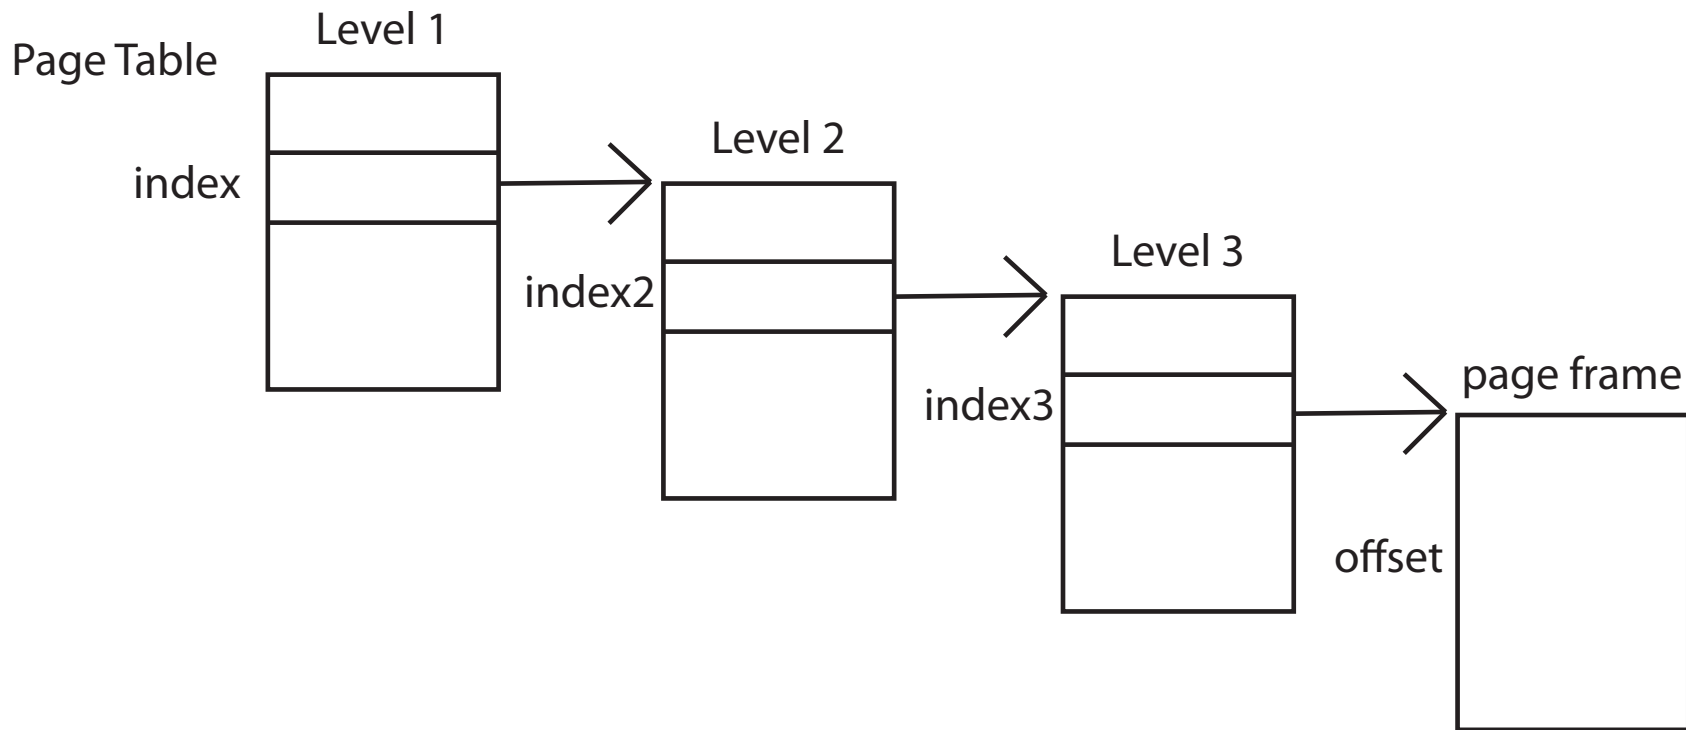 Page Table
Level 1
index
Level 2
index2
Level 3
index3
page frame
offset